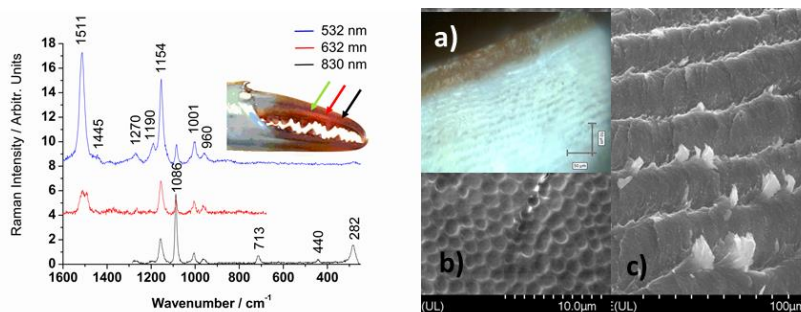 1511
1445
1270
1190
1154
1086
1001
960
713
440
282
532 nm
632 mn
830 nm
18
16
14
12
10
8
6
4
2
0
Raman Intensity / Arbitr. Units
1600 1400 1200 1000 800 600 400
Wavenumber / cm-1
a)
b)
c)
(UL) 10.0µm
E(UL) 100µm